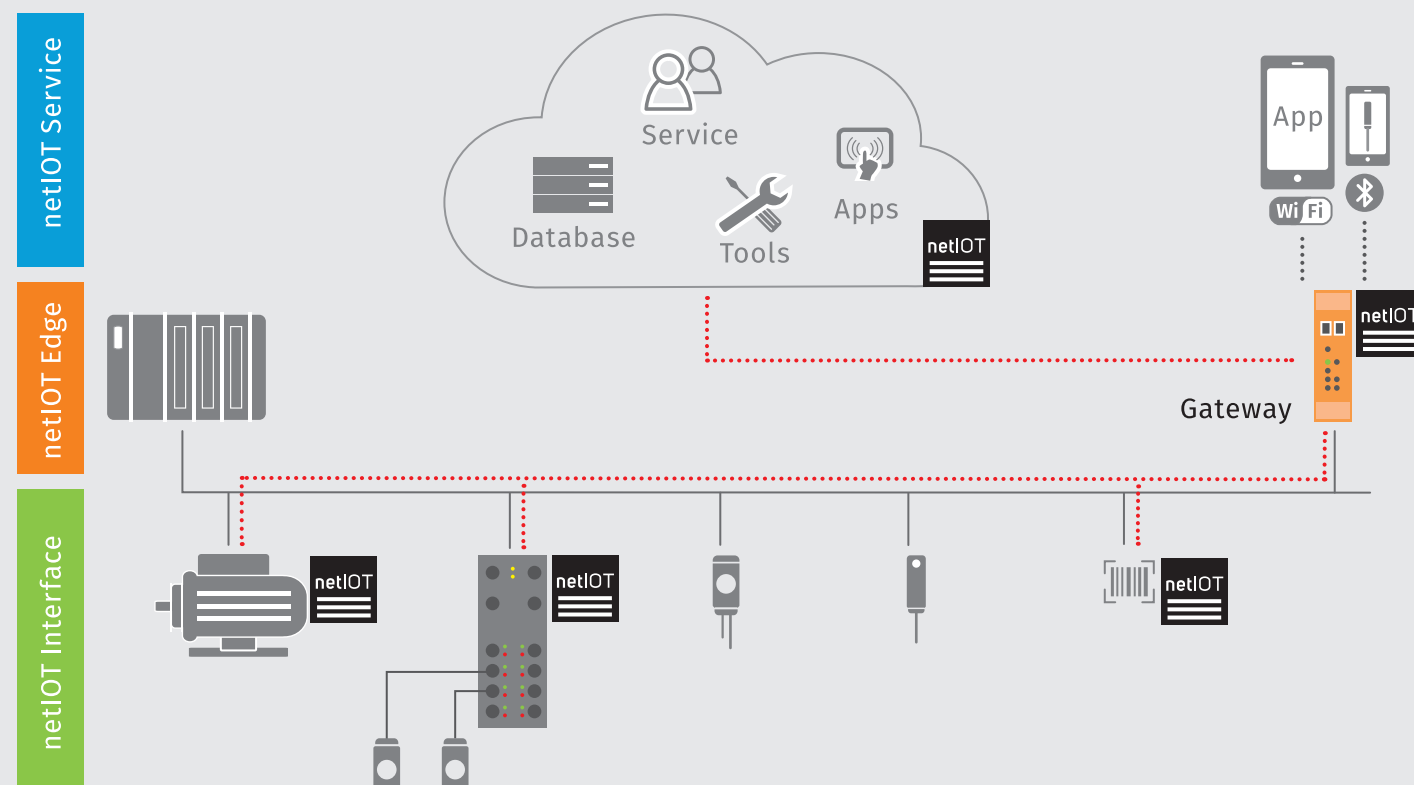 netIOT Service
Service
Database
Tools
Apps
netIOT
App
WiFi
netIOT Edge
netIOT
Gateway
netIOT Interface
netIOT
netIOT
netIOT